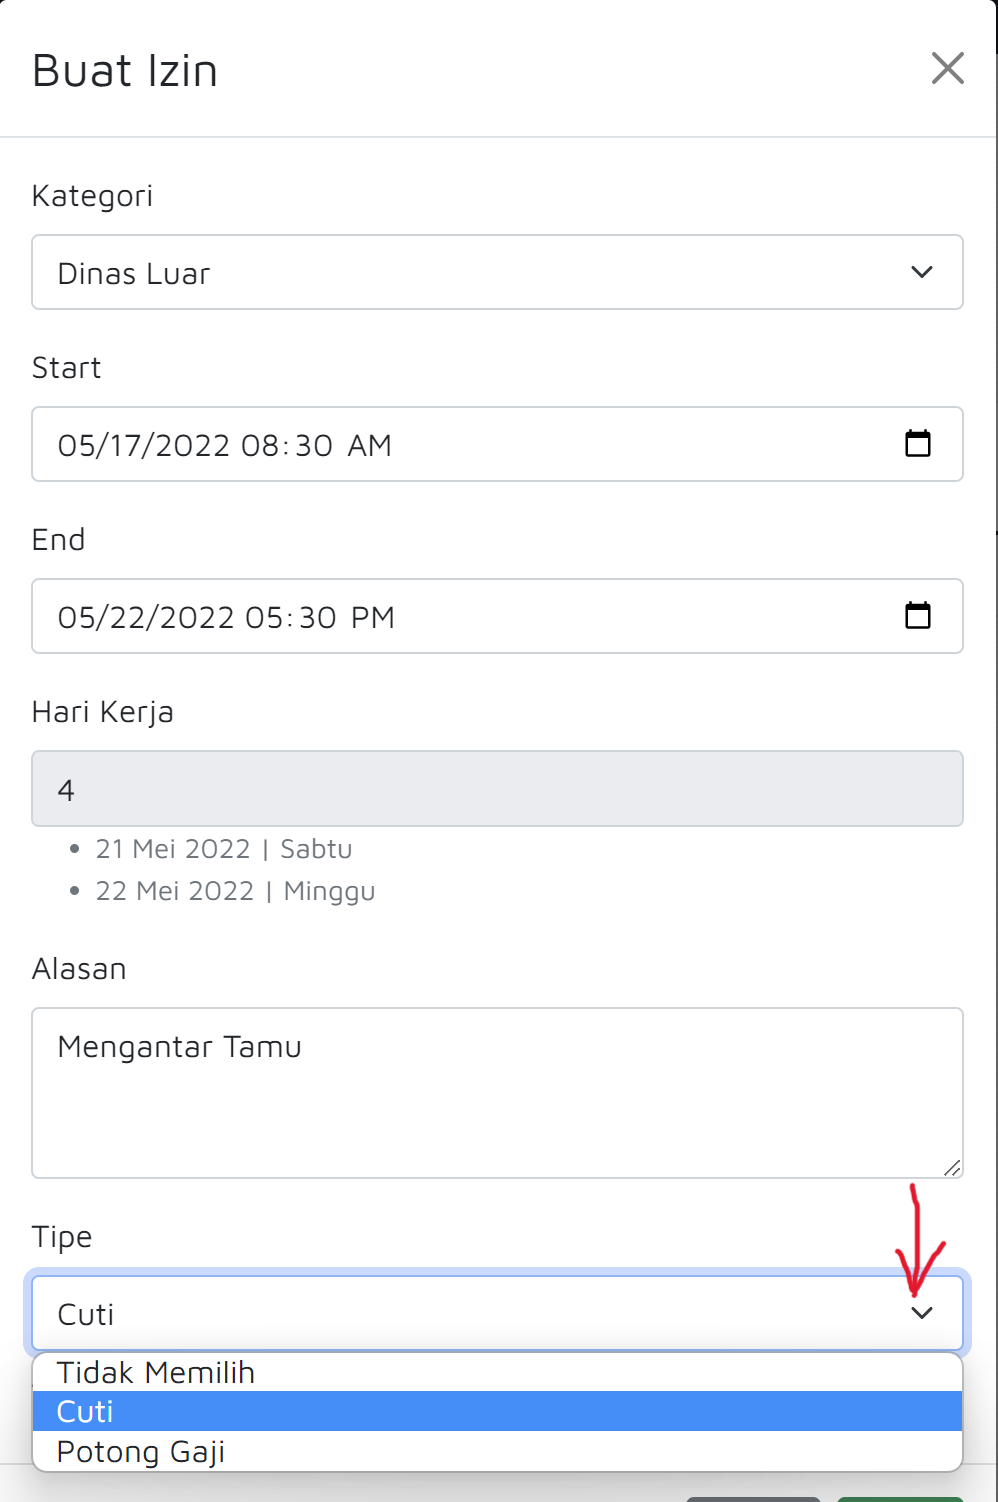 Buat Izin
Kategori
Dinas Luar
Start
05/17/2022 08:30 AM
End
05/22/2022 05:30 PM
Hari Kerja
4
21 Mei 2022 | Sabtu
22 Mei 2022 | Minggu
Alasan
Mengantar Tamu
Tipe
Cuti
Tidak Memilih
Cuti
Potong Gaji